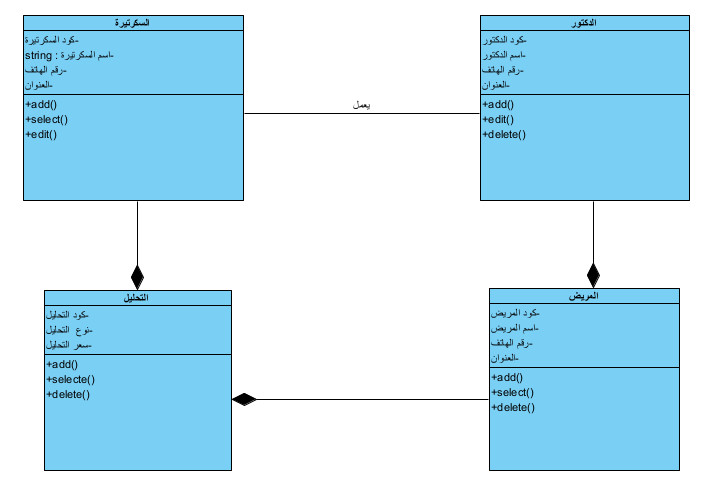 السكرتيرة
-كود السكرتيرة
-اسم السكرتيرة : string
-رقم الهاتف
-العنوان
+add()
+select()
+edit()
يعمل
الدكتور
-كود الدكتور
-اسم الدكتور
-رقم الهاتف
-العنوان
+add()
+edit()
+delete()
التحليل
-كود التحليل
-نوع التحليل
-سعر التحليل
+add()
+selecte()
+delete()
المريض
-كود المريض
-اسم المريض
-رقم الهاتف
-العنوان
+add()
+select()
+delete()